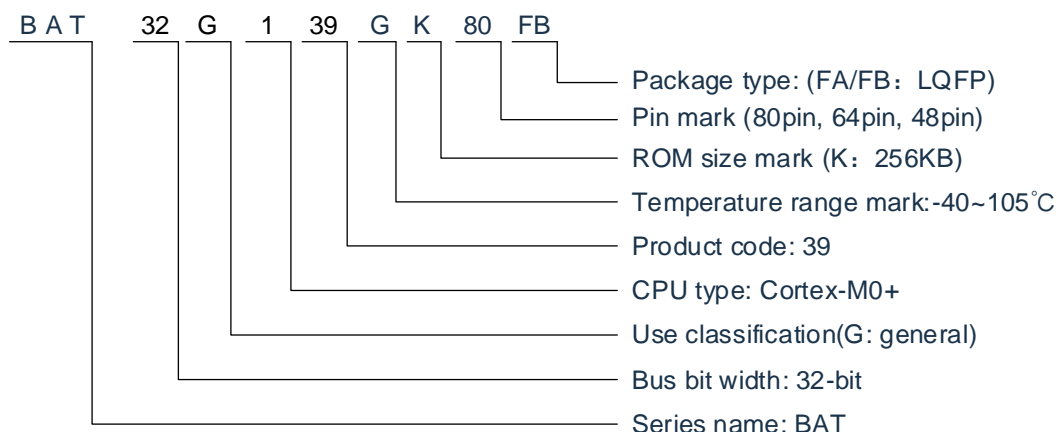 BAT 32 G 1 39 G K 80 FB
Package type: (FA/FB：LQFP)
Pin mark (80pin, 64pin, 48pin)
ROM size mark (K：256KB)
Temperature range mark:-40~105℃
Product code: 39
CPU type: Cortex-M0+
Use classification(G: general)
Bus bit width: 32-bit
Series name: BAT